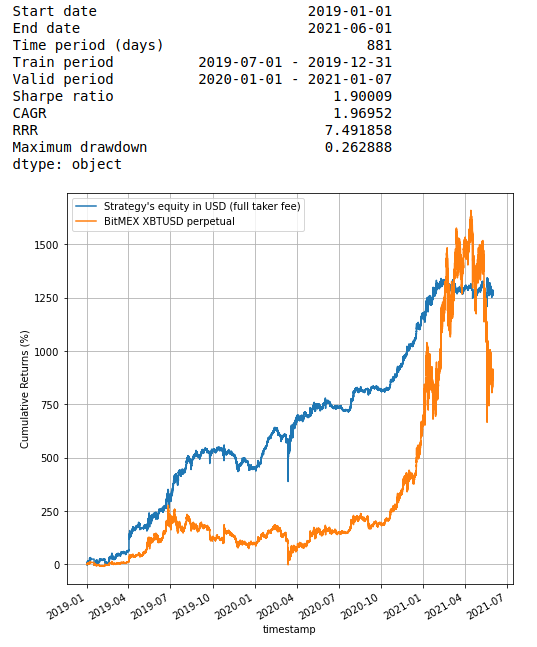 Start date 2019-01-01
End date 2021-06-01
Time period (days) 881
Train period 2019-07-01 - 2019-12-31
Valid period 2020-01-01 - 2021-01-07
Sharpe ratio 1.90009
CAGR 1.96952
RRR 7.491858
Maximum drawdown 0.262888
dtype: object
Strategy's equity in USD (full taker fee)
BitMEX XBTUSD perpetual
Cumulative Returns (%)
1500
1250
1000
750
500
250
0
2019-01 2019-04 2019-07 2019-10 2020-01 2020-04 2020-07 2020-10 2021-01 2021-04 2021-07
timestamp